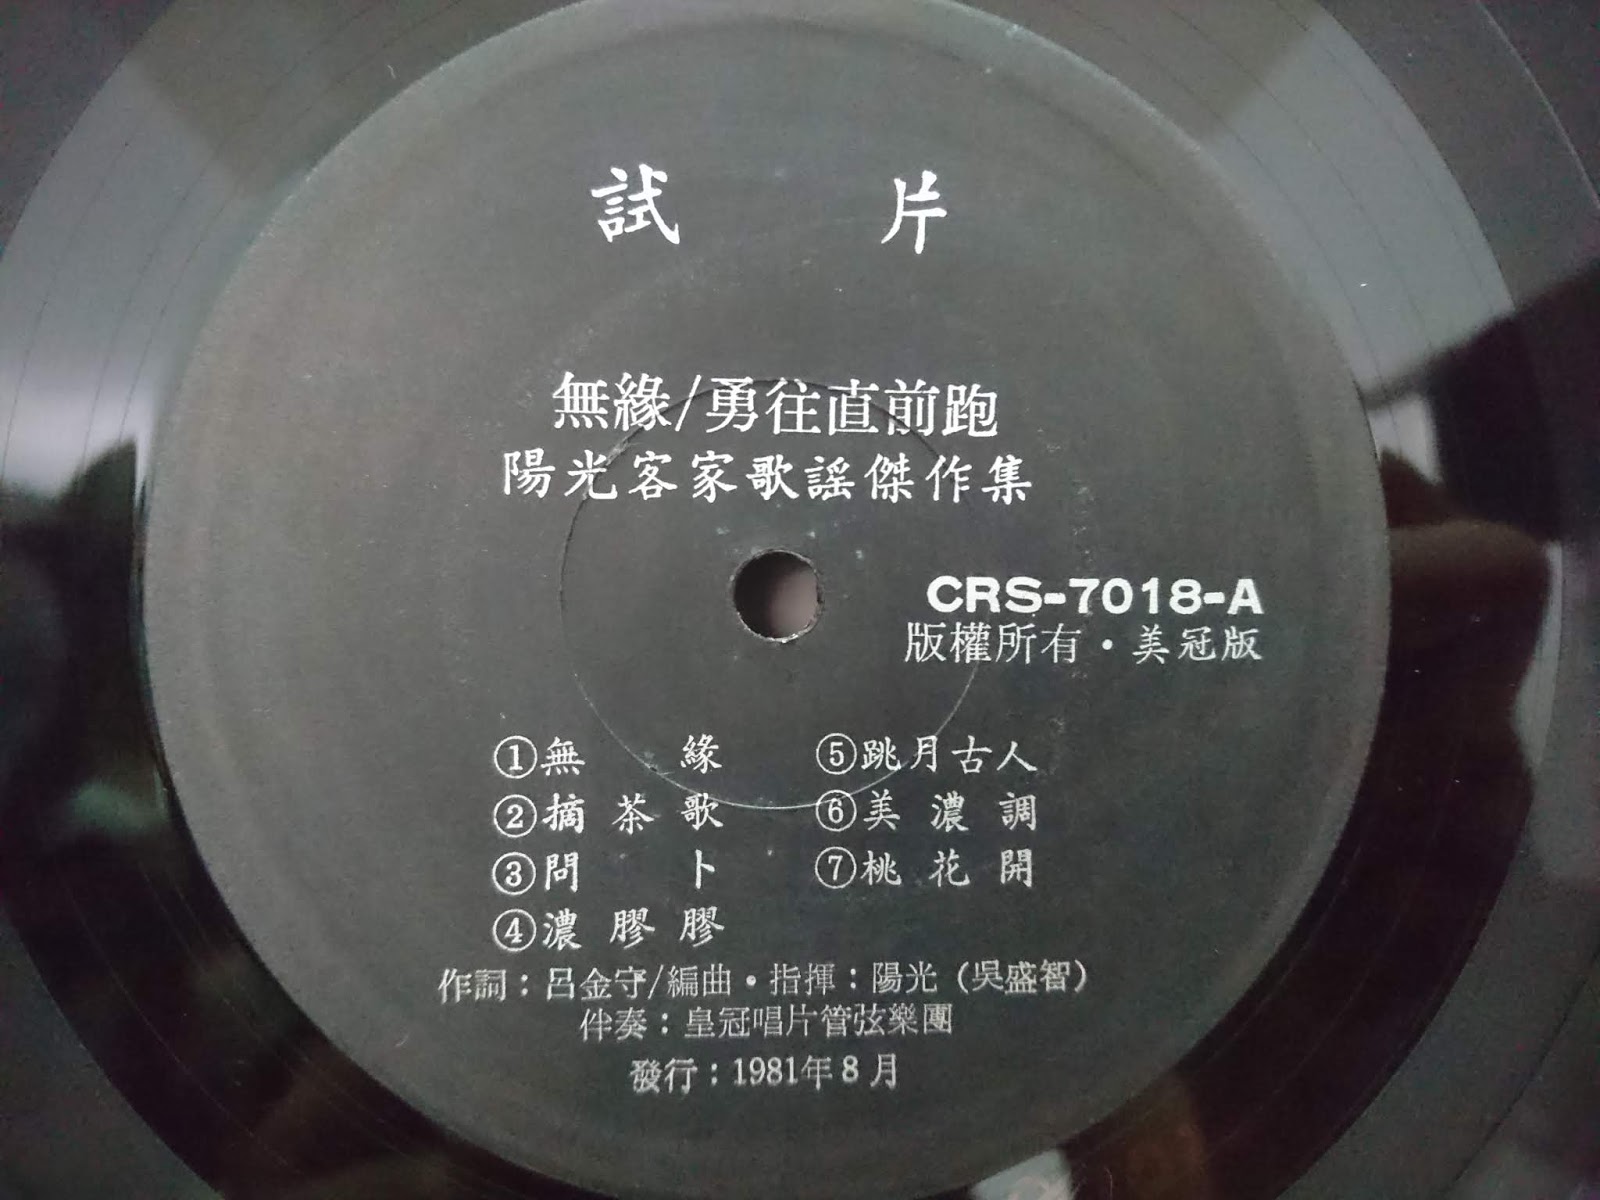 試片
無緣/勇往直前跑
陽光客家歌謠傑作集
CRS-7018-A
版權所有・美冠版
①無緣
②摘茶歌
③問卜
④濃膠膠
⑤跳月古人
⑥美濃調
⑦桃花開
作詞：呂金守/編曲・指揮：陽光（吳盛智）
伴奏：皇冠唱片管弦樂團
發行：1981年8月